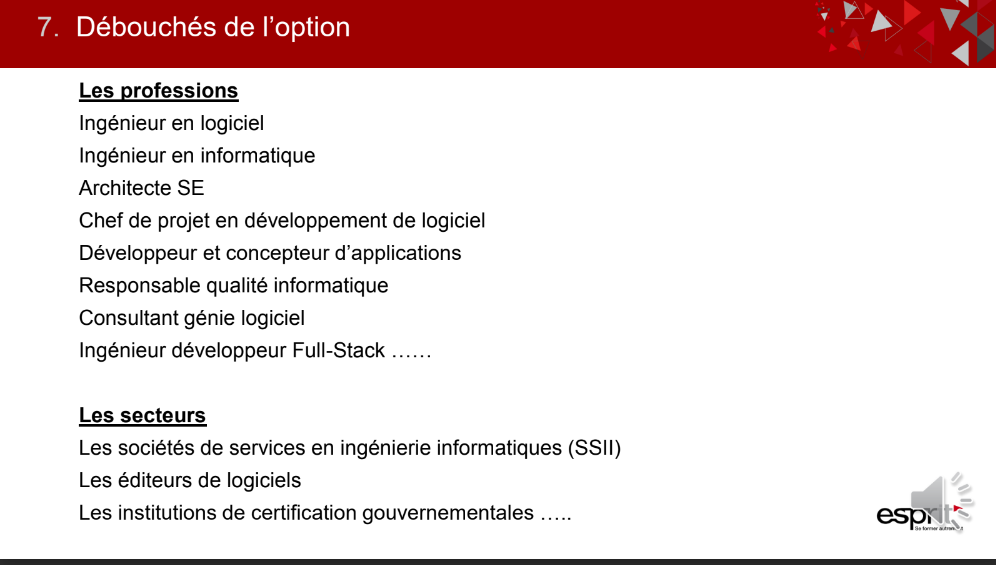 7. Débouchés de l'option
Les professions
Ingénieur en logiciel
Ingénieur en informatique
Architecte SE
Chef de projet en développement de logiciel
Développeur et concepteur d'applications
Responsable qualité informatique
Consultant génie logiciel
Ingénieur développeur Full-Stack ……
Les secteurs
Les sociétés de services en ingénierie informatiques (SSII)
Les éditeurs de logiciels
Les institutions de certification gouvernementales …..
esprit
Se former